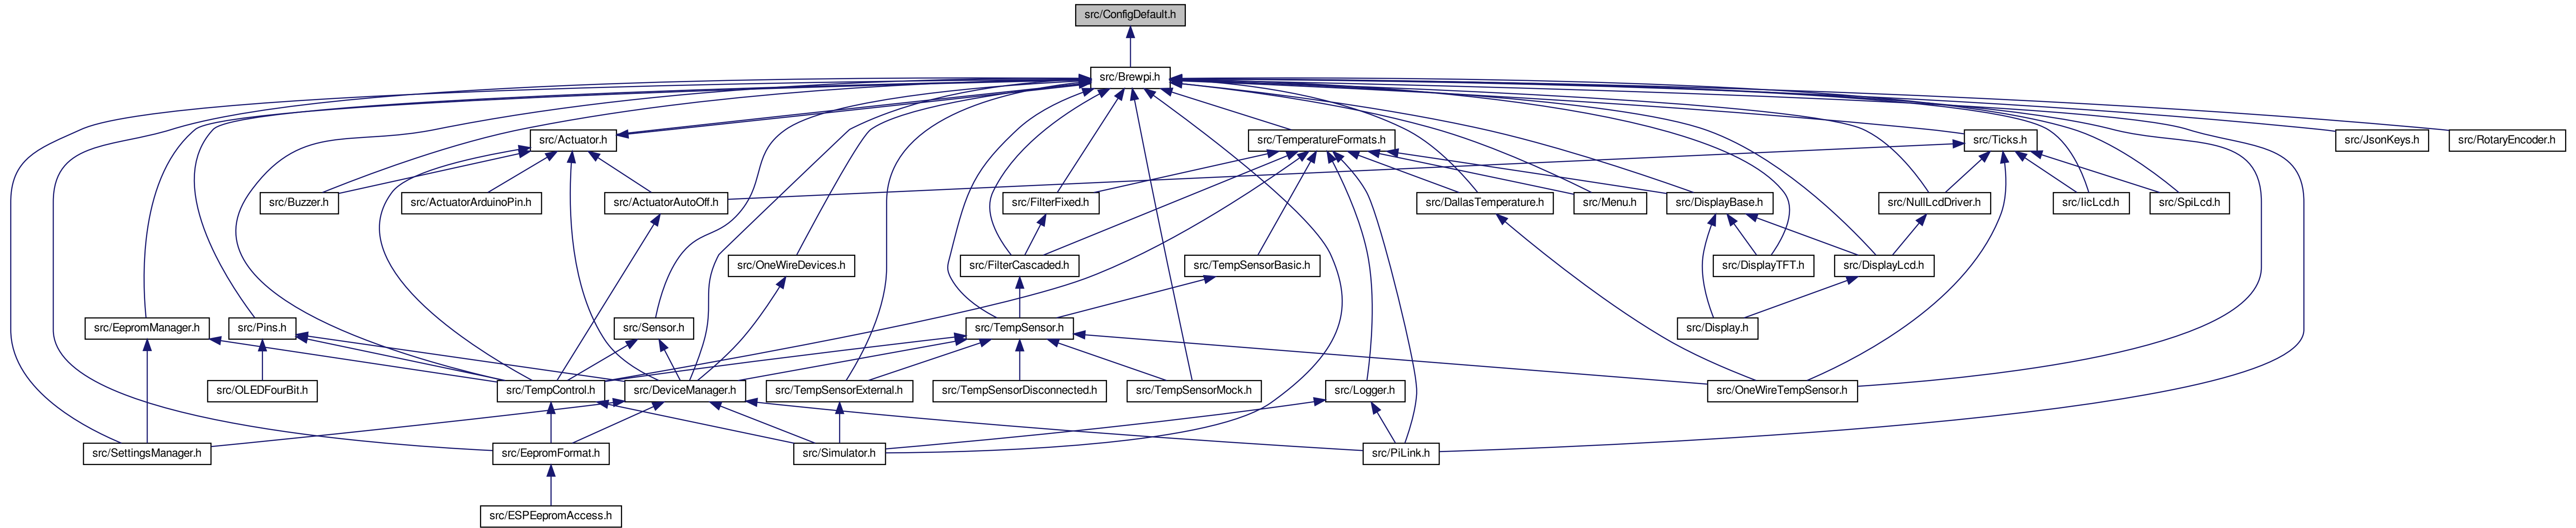 src/ConfigDefault.h
src/Brewpi.h
src/Actuator.h
src/TemperatureFormats.h
src/Ticks.h
src/JsonKeys.h
src/RotaryEncoder.h
src/Buzzer.h
src/ActuatorArduinoPin.h
src/ActuatorAutoOff.h
src/FilterFixed.h
src/DallasTemperature.h
src/Menu.h
src/DisplayBase.h
src/NullLcdDriver.h
src/IicLcd.h
src/SpiLcd.h
src/OneWireDevices.h
src/FilterCascaded.h
src/TempSensorBasic.h
src/DisplayTFT.h
src/DisplayLcd.h
src/EepromManager.h
src/Pins.h
src/Sensor.h
src/TempSensor.h
src/Display.h
src/OLEDFourBit.h
src/TempControl.h
src/DeviceManager.h
src/TempSensorExternal.h
src/TempSensorDisconnected.h
src/TempSensorMock.h
src/Logger.h
src/OneWireTempSensor.h
src/SettingsManager.h
src/EepromFormat.h
src/Simulator.h
src/PiLink.h
src/ESPEepromAccess.h